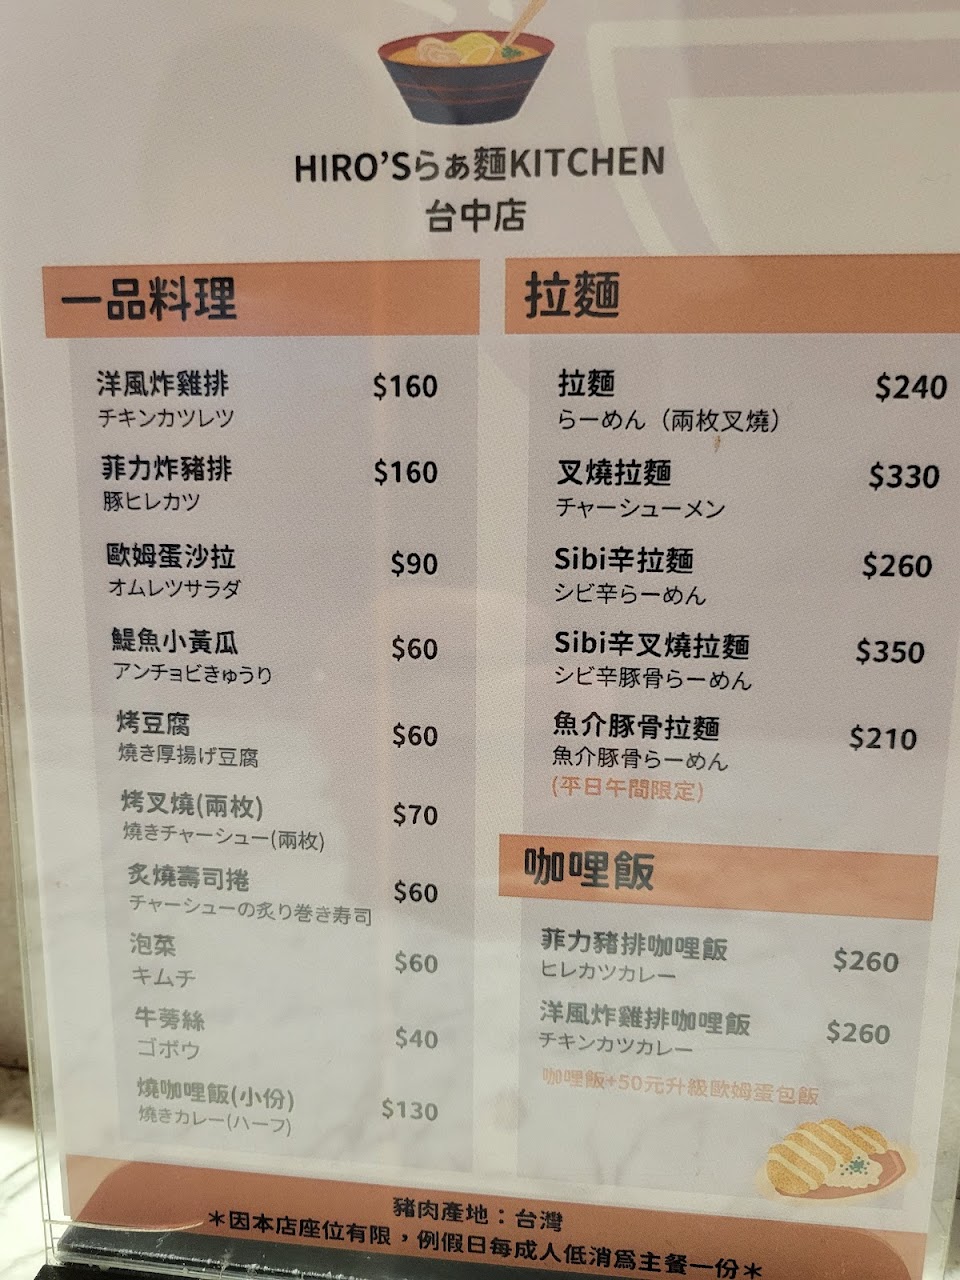 HIRO'Sらぁ麵KITCHEN
台中店
一品料理
洋風炸雞排 $160
チキンカツレツ
菲力炸豬排 $160
豚ヒレカツ
歐姆蛋沙拉 $90
オムレツサラダ
鯷魚小黃瓜 $60
アンチョビきゅうり
烤豆腐 $60
燒き厚揚げ豆腐
烤叉燒(兩枚) $70
燒きチャーシュー(兩枚)
炙燒壽司捲 $60
チャーシューの炙り巻き寿司
泡菜 $60
キムチ
牛蒡絲 $40
ゴボウ
燒咖哩飯(小份) $130
燒きカレー(ハーフ)
拉麵
拉麵 $240
らーめん（兩枚叉燒）
叉燒拉麵 $330
チャーシューメン
Sibi辛拉麵 $260
シビ辛らーめん
Sibi辛叉燒拉麵 $350
シビ辛豚骨らーめん
魚介豚骨拉麵 $210
魚介豚骨らーめん
(平日午間限定)
咖哩飯
菲力豬排咖哩飯 $260
ヒレカツカレー
洋風炸雞排咖哩飯 $260
チキンカツカレー
咖哩飯+50元升級歐姆蛋包飯
豬肉產地：台灣
＊因本店座位有限，例假日每成人低消為主餐一份＊